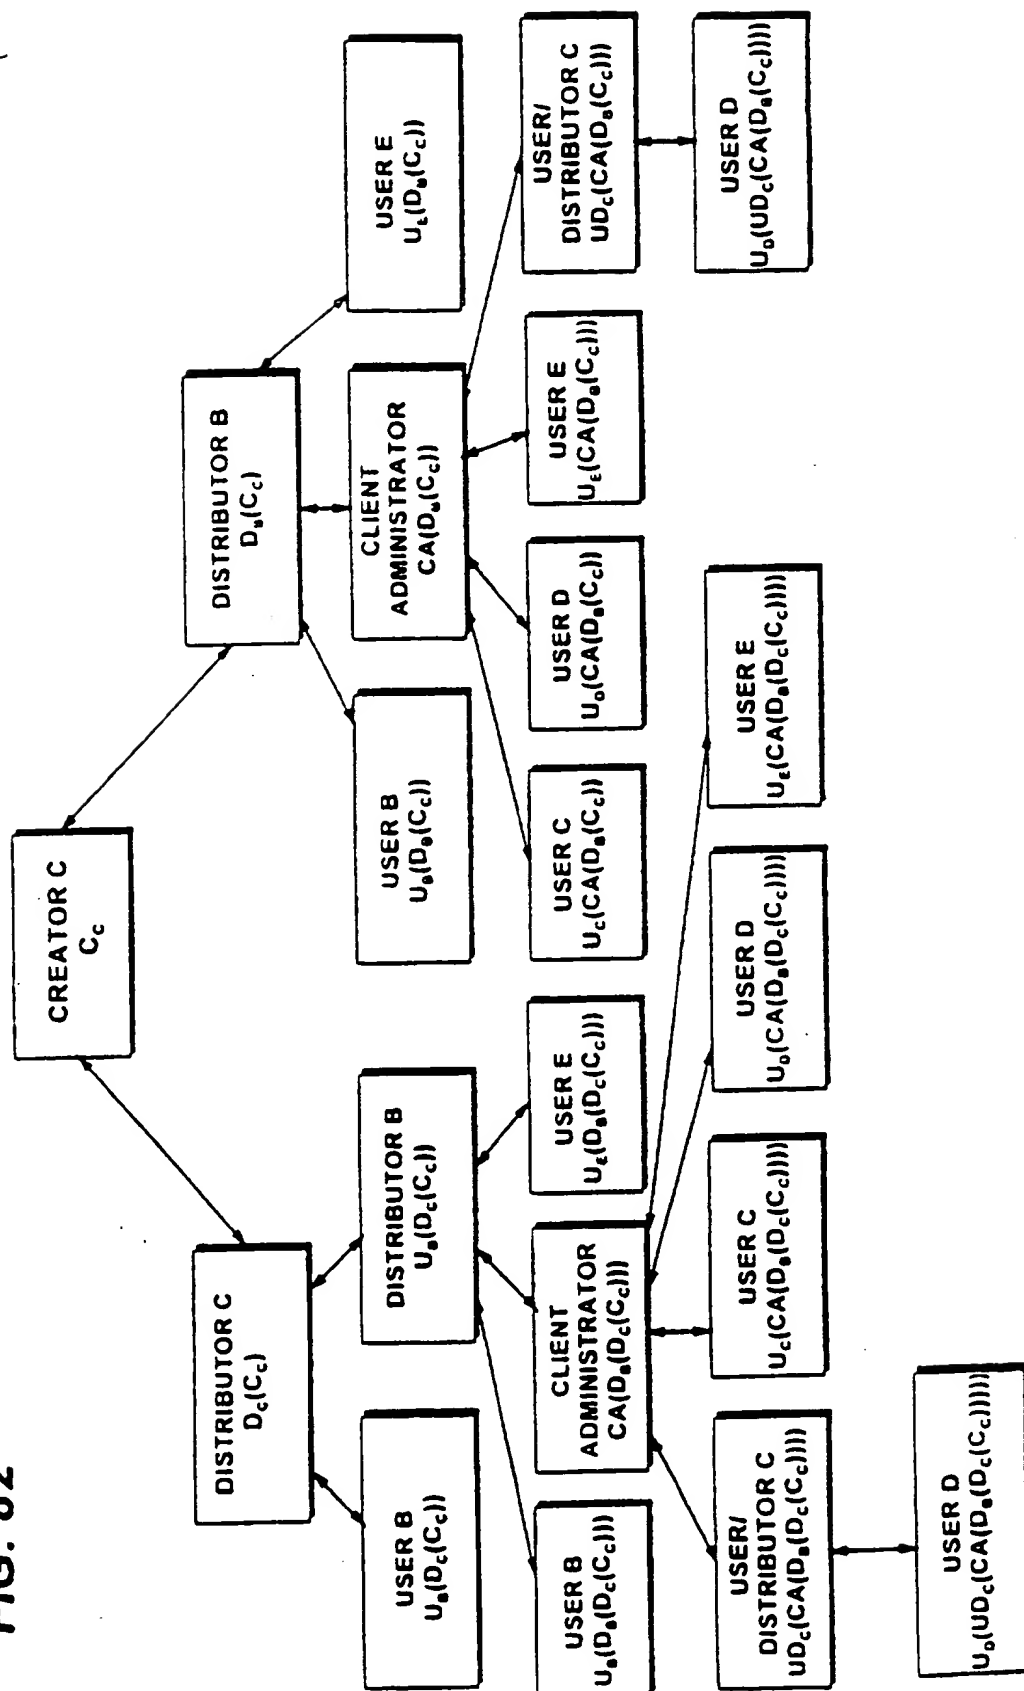 FIG. 82
CREATOR C
C_C
DISTRIBUTOR C
D_C(C_C)
DISTRIBUTOR B
D_B(C_C)
USER B
U_B(D_C(C_C))
DISTRIBUTOR B
U_B(D_C(C_C))
USER B
U_B(D_B(C_C))
CLIENT
ADMINISTRATOR
CA(D_B(C_C))
USER E
U_E(D_B(C_C))
USER B
U_B(D_B(D_C(C_C)))
CLIENT
ADMINISTRATOR
CA(D_B(D_C(C_C)))
USER E
U_E(D_B(D_C(C_C)))
USER C
U_C(CA(D_B(C_C))
USER D
U_D(CA(D_B(C_C))
USER E
U_E(CA(D_B(C_C)))
USER/
DISTRIBUTOR C
UD_C(CA(D_B(C_C)))
USER/
DISTRIBUTOR C
UD_C(CA(D_B(D_C(C_C))))
USER C
U_C(CA(D_B(D_C(C_C))))
USER D
U_D(CA(D_B(D_C(C_C))))
USER E
U_E(CA(D_B(D_C(C_C))))
USER D
U_D(UD_C(CA(D_B(C_C))))
USER D
U_D(UD_C(CA(D_B(D_C(C_C)))))